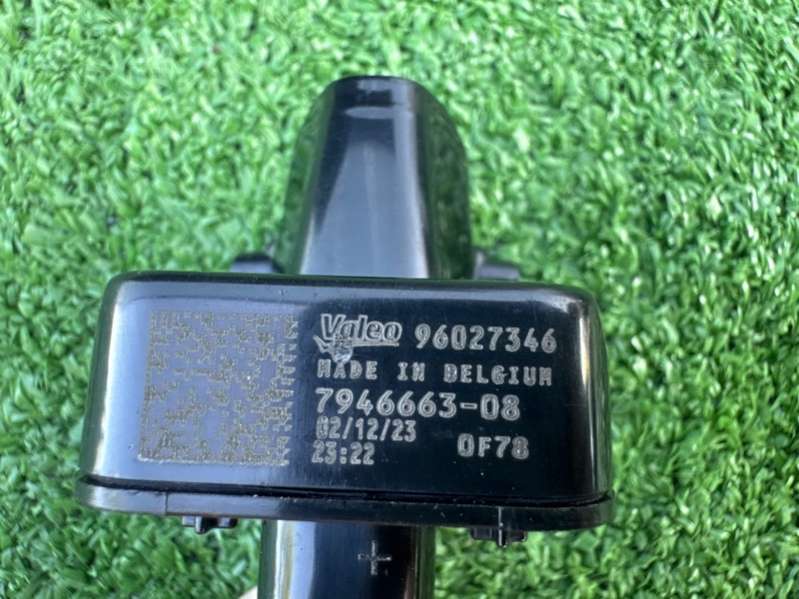 Valeo 96027346
MADE IN BELGIUM
7946663-08
02/12/23
23:22 0F78
+